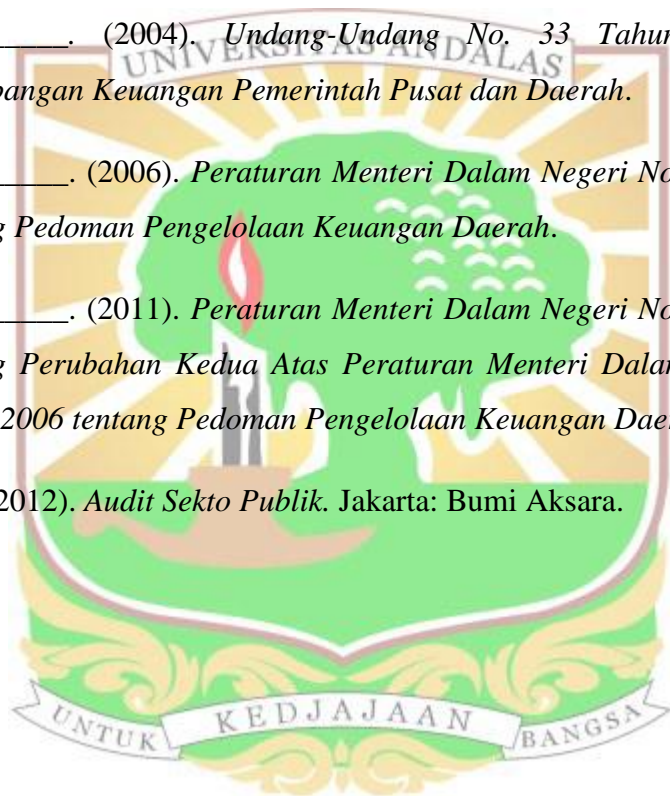 _____. (2004). Undang-Undang No. 33 Tahun
UNIVERSITAS ANDALAS
bangan Keuangan Pemerintah Pusat dan Daerah.
_____. (2006). Peraturan Menteri Dalam Negeri No
g Pedoman Pengelolaan Keuangan Daerah.
_____. (2011). Peraturan Menteri Dalam Negeri No
g Perubahan Kedua Atas Peraturan Menteri Dalam
2006 tentang Pedoman Pengelolaan Keuangan Daer
2012). Audit Sekto Publik. Jakarta: Bumi Aksara.
UNTUK KEDJAJAAN BANGSA